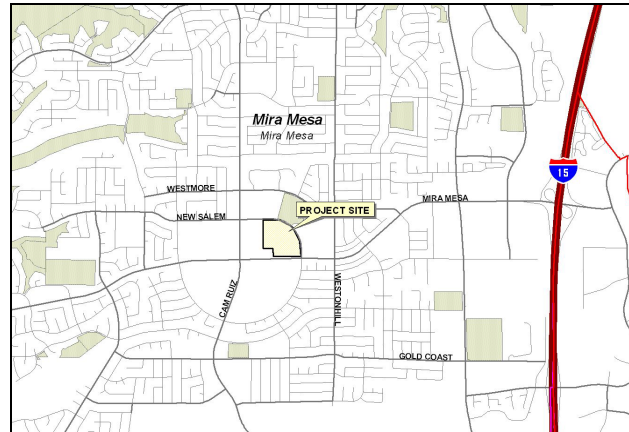 Mira Mesa
Mira Mesa
15
WESTMORE
MIRA MESA
NEW SALEM
PROJECT SITE
CAM RUIZ
WESTONHILL
GOLD COAST